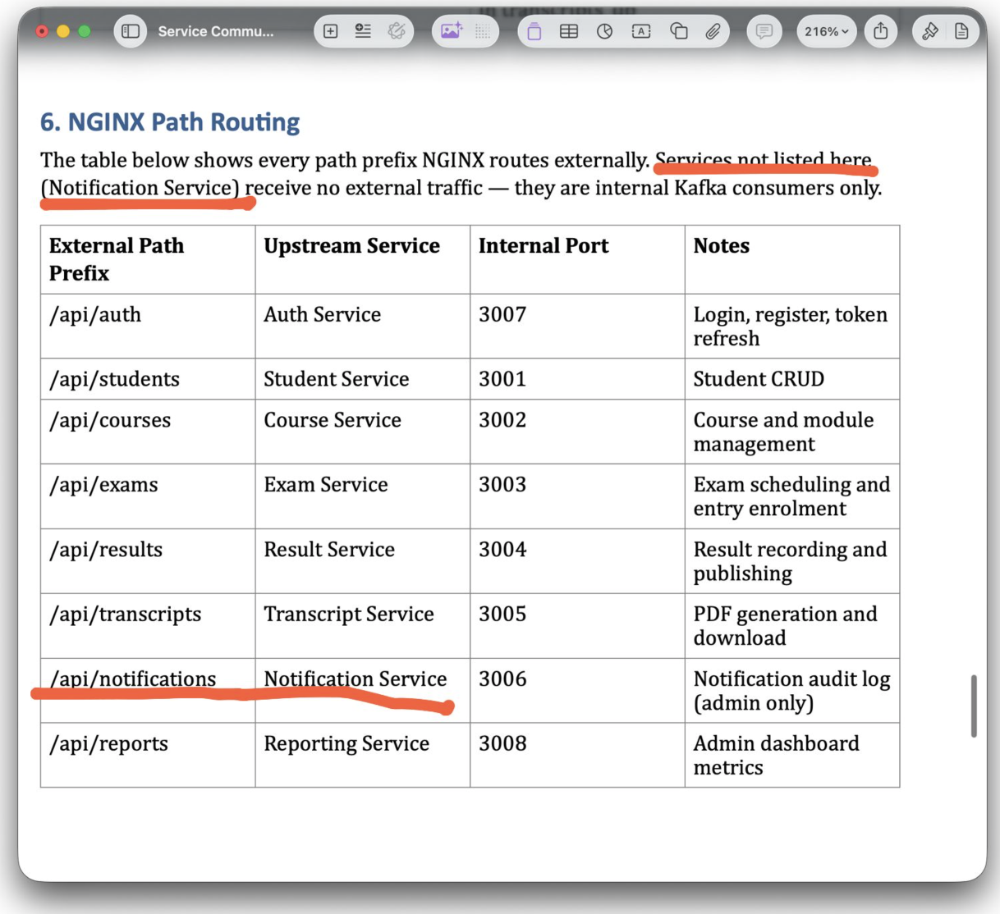 in transcripts, up
Service Commu...
216%
6. NGINX Path Routing
The table below shows every path prefix NGINX routes externally. Services not listed here
(Notification Service) receive no external traffic — they are internal Kafka consumers only.
External Path Prefix
Upstream Service
Internal Port
Notes
/api/auth
Auth Service
3007
Login, register, token
refresh
/api/students
Student Service
3001
Student CRUD
/api/courses
Course Service
3002
Course and module
management
/api/exams
Exam Service
3003
Exam scheduling and
entry enrolment
/api/results
Result Service
3004
Result recording and
publishing
/api/transcripts
Transcript Service
3005
PDF generation and
download
/api/notifications
Notification Service
3006
Notification audit log
(admin only)
/api/reports
Reporting Service
3008
Admin dashboard
metrics